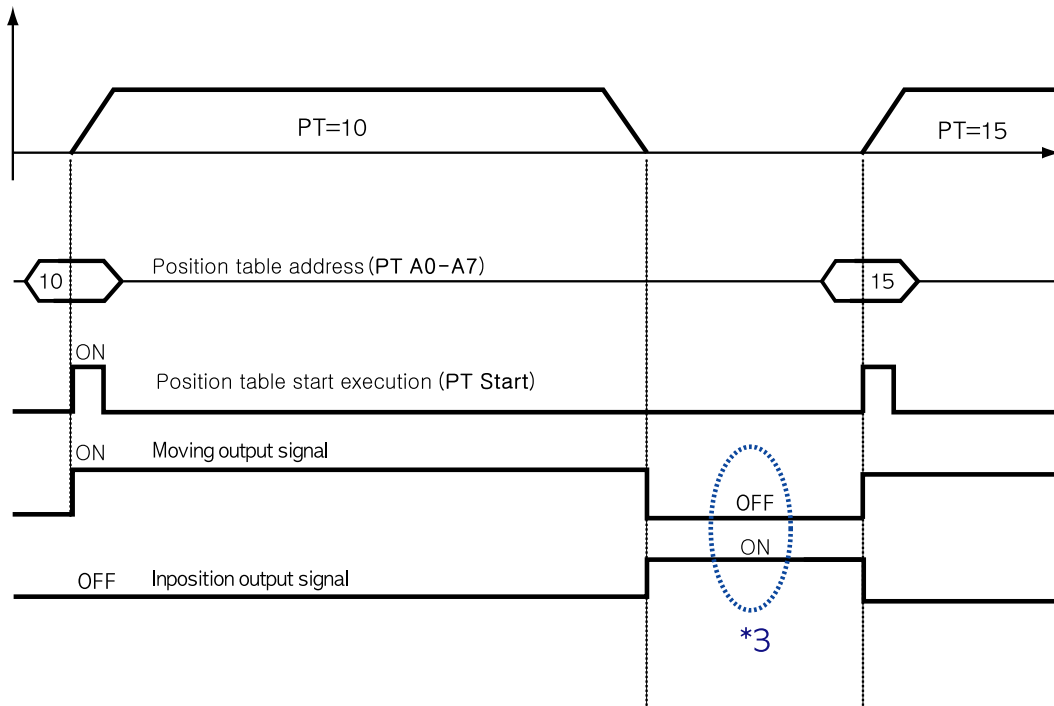 PT=10
PT=15
10
Position table address (PT A0-A7)
15
ON
Position table start execution (PT Start)
ON
Moving output signal
OFF
ON
OFF
Inposition output signal
*3